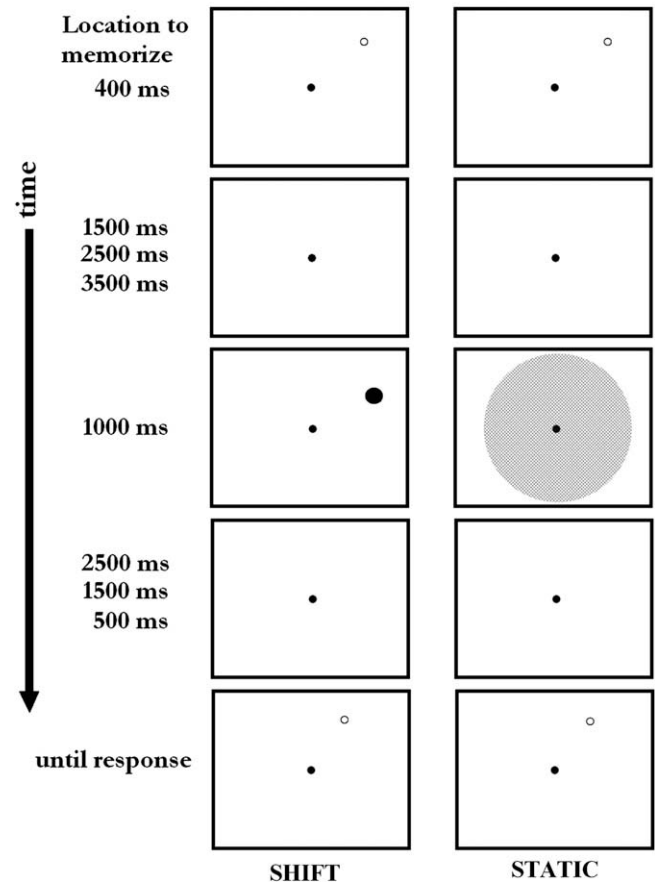 Location to
memorize
400 ms
time
1500 ms
2500 ms
3500 ms
1000 ms
2500 ms
1500 ms
500 ms
until response
SHIFT
STATIC